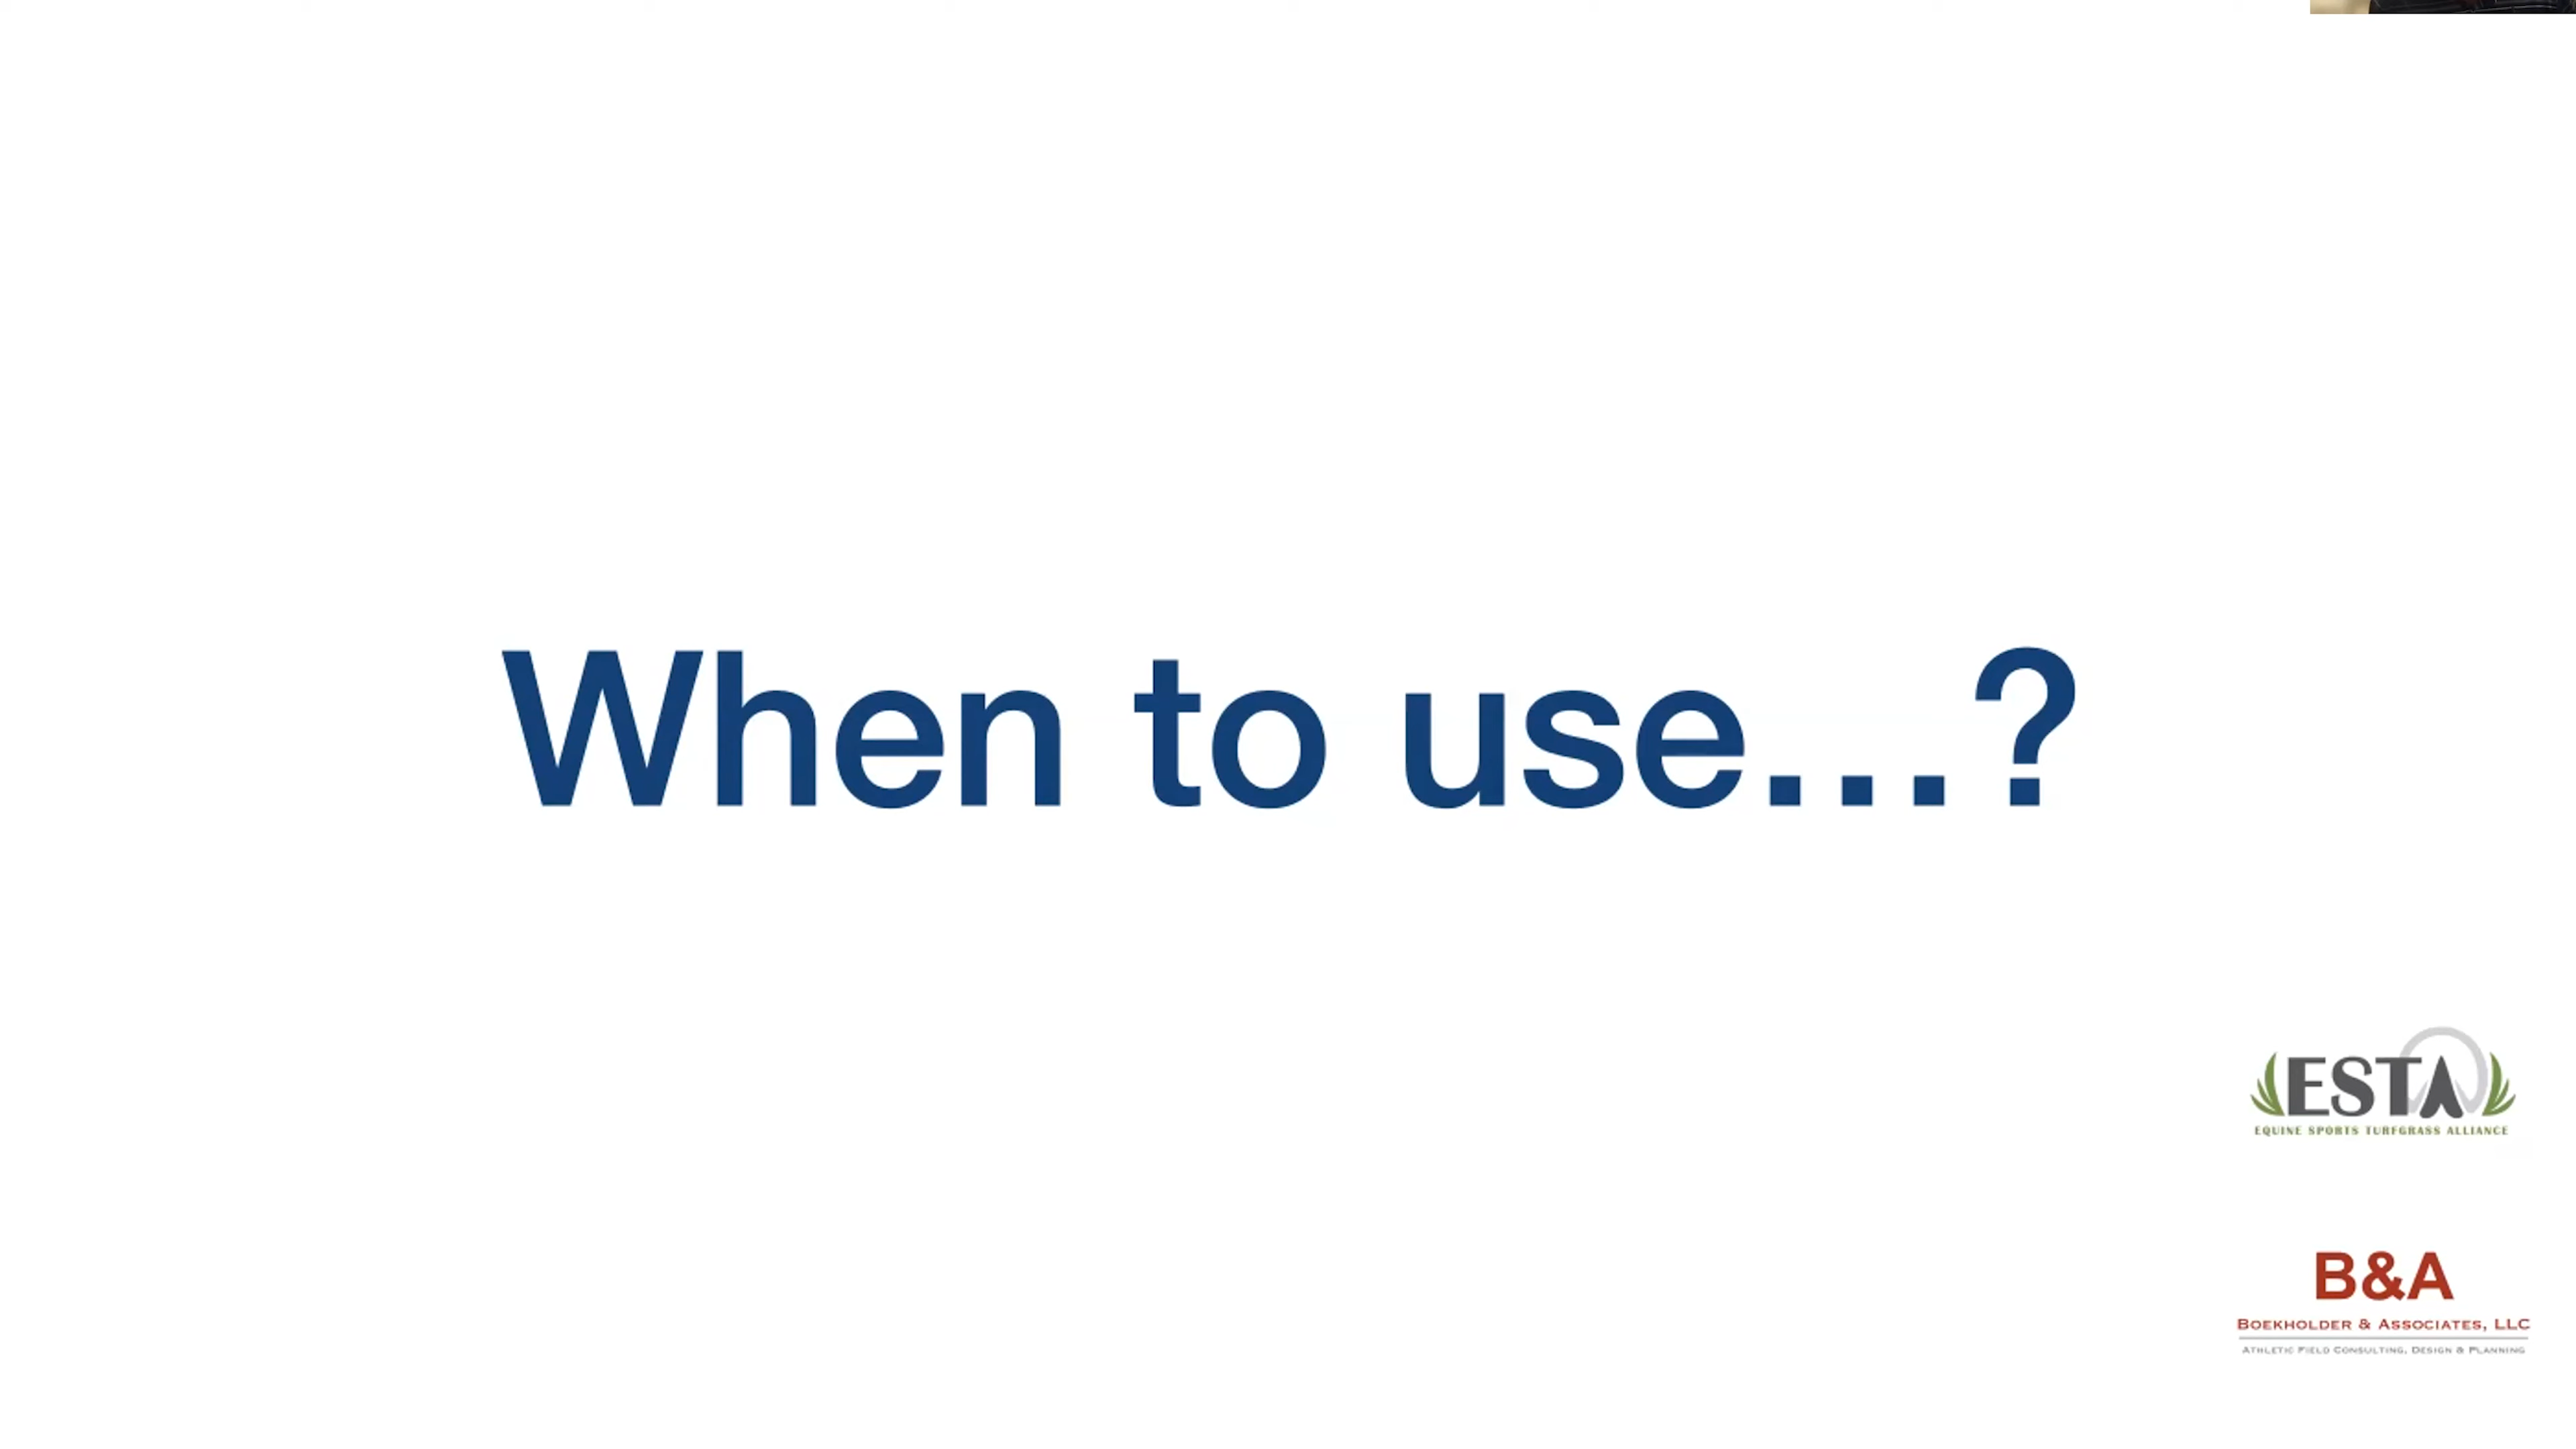 When to use...?
ESTA
EQUINE SPORTS TURFGRASS ALLIANCE
B&A
BOEKHOLDER & ASSOCIATES, LLC
ATHLETIC FIELD CONSULTING, DESIGN & PLANNING